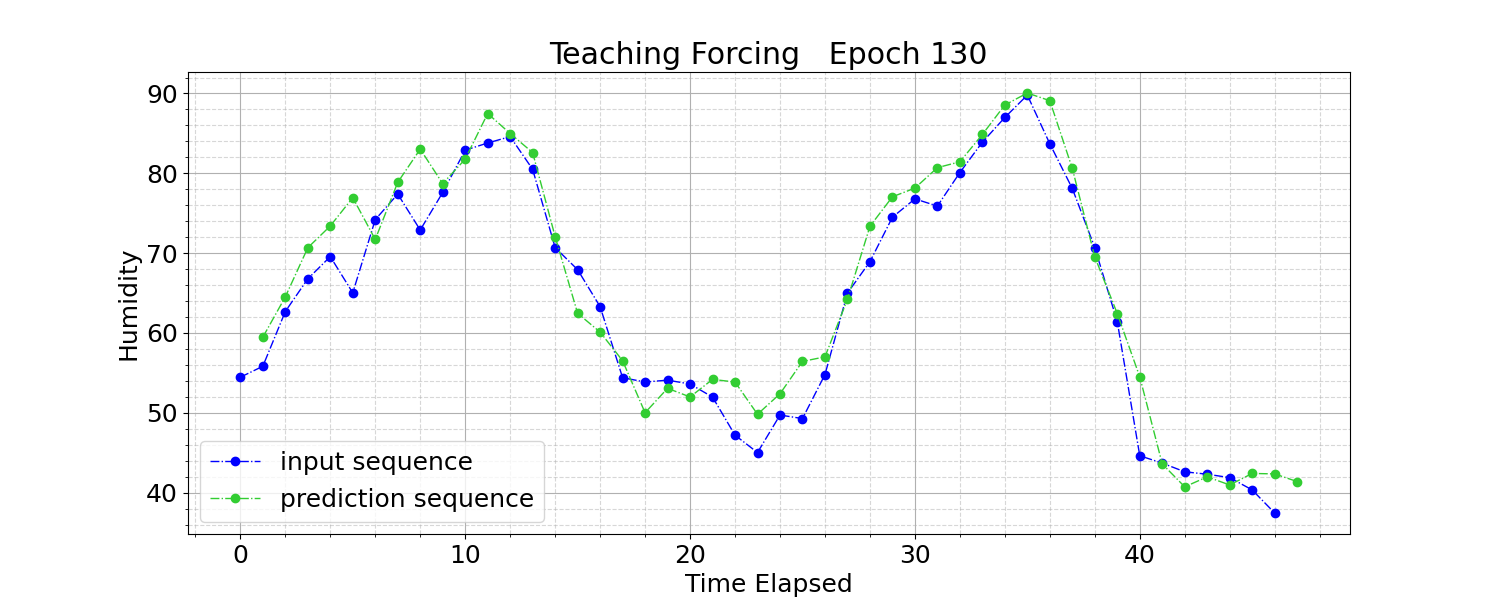 Teaching Forcing   Epoch 130
90
80
70
60
50
40
Humidity
input sequence
prediction sequence
0 10 20 30 40
Time Elapsed